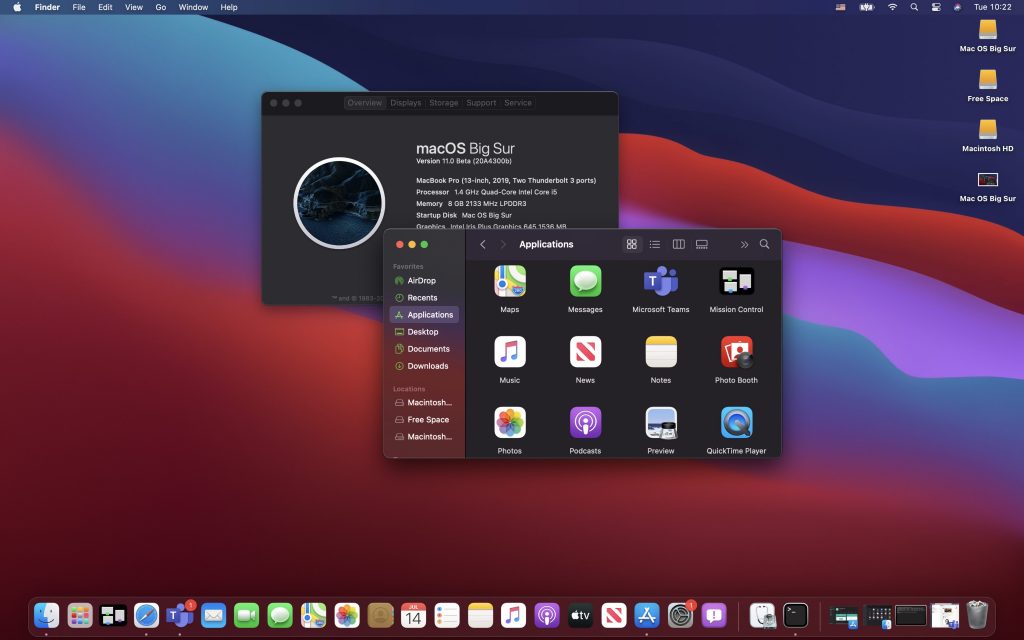 Finder File Edit View Go Window Help
Tue 10:22
Mac OS Big Sur
Free Space
Macintosh HD
Mac OS Big Sur
Overview Displays Storage Support Service
macOS Big Sur
Version 11.0 Beta (20A4300b)
MacBook Pro (13-inch, 2019, Two Thunderbolt 3 ports)
Processor 1.4 GHz Quad-Core Intel Core i5
Memory 8 GB 2133 MHz LPDDR3
Startup Disk Mac OS Big Sur
Graphics Intel Iris Plus Graphics 645 1536 MB
™ and © 1983-20
Applications
Favorites
AirDrop
Recents
Applications
Desktop
Documents
Downloads
Locations
Macintosh...
Free Space
Macintosh...
Maps Messages Microsoft Teams Mission Control
Music News Notes Photo Booth
Photos Podcasts Preview QuickTime Player
T
1
JUL
14
tv
1